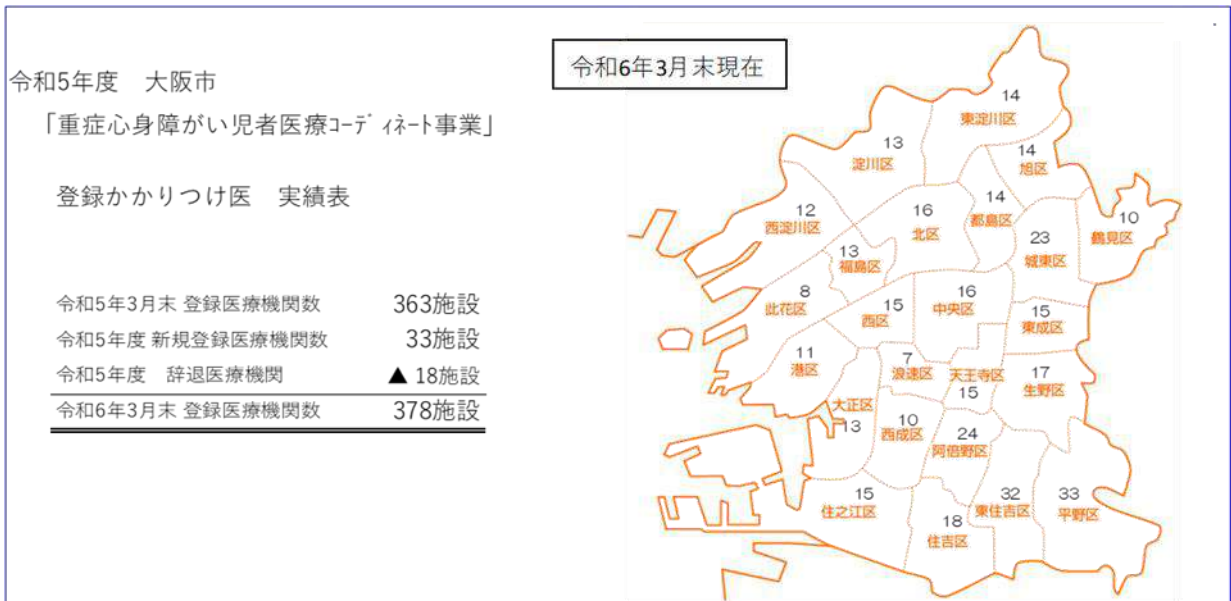 令和5年度　大阪市
「重症心身障がい児者医療ｺｰﾃﾞｨﾈｰﾄ事業」
登録かかりつけ医　実績表
令和5年3月末 登録医療機関数 363施設
令和5年度 新規登録医療機関数 33施設
令和5年度　辞退医療機関 ▲ 18施設
令和6年3月末 登録医療機関数 378施設
令和6年3月末現在
14
東淀川区
13
淀川区
14
旭区
12
西淀川区
16
北区
14
都島区
10
鶴見区
23
城東区
13
福島区
8
此花区
15
西区
16
中央区
15
東成区
11
港区
7
浪速区
天王寺区
15
17
生野区
大正区
13
10
西成区
24
阿倍野区
15
住之江区
18
住吉区
32
東住吉区
33
平野区